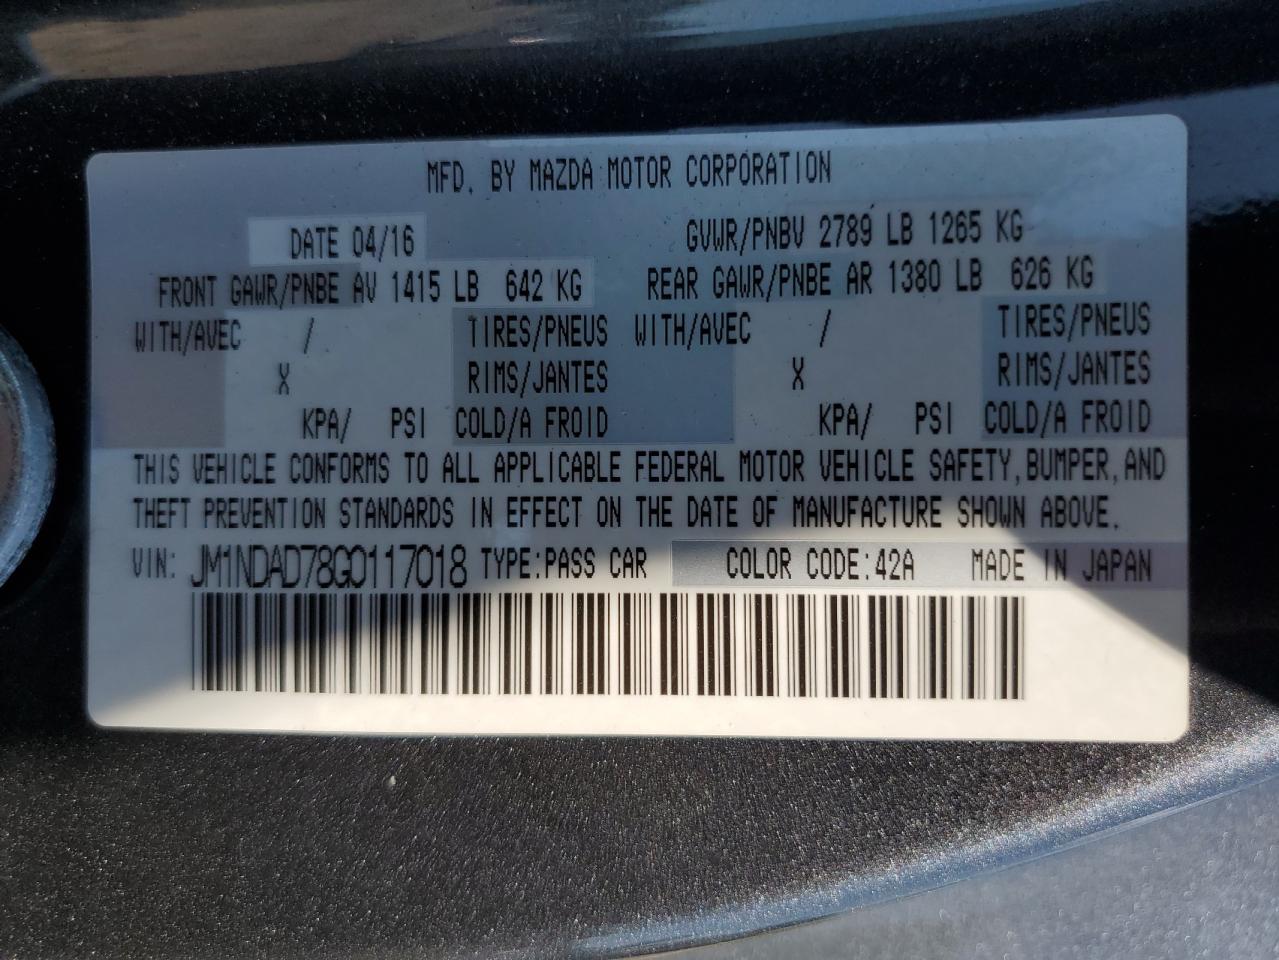 MFD. BY MAZDA MOTOR CORPORATION
DATE 04/16 GVWR/PNBV 2789 LB 1265 KG
FRONT GAWR/PNBE AV 1415 LB 642 KG REAR GAWR/PNBE AR 1380 LB 626 KG
WITH/AVEC / TIRES/PNEUS WITH/AVEC / TIRES/PNEUS
X RIMS/JANTES X RIMS/JANTES
KPA/ PSI COLD/A FROID KPA/ PSI COLD/A FROID
THIS VEHICLE CONFORMS TO ALL APPLICABLE FEDERAL MOTOR VEHICLE SAFETY, BUMPER, AND
THEFT PREVENTION STANDARDS IN EFFECT ON THE DATE OF MANUFACTURE SHOWN ABOVE.
VIN: JM1NDAD78G0117018 TYPE:PASS CAR COLOR CODE:42A MADE IN JAPAN